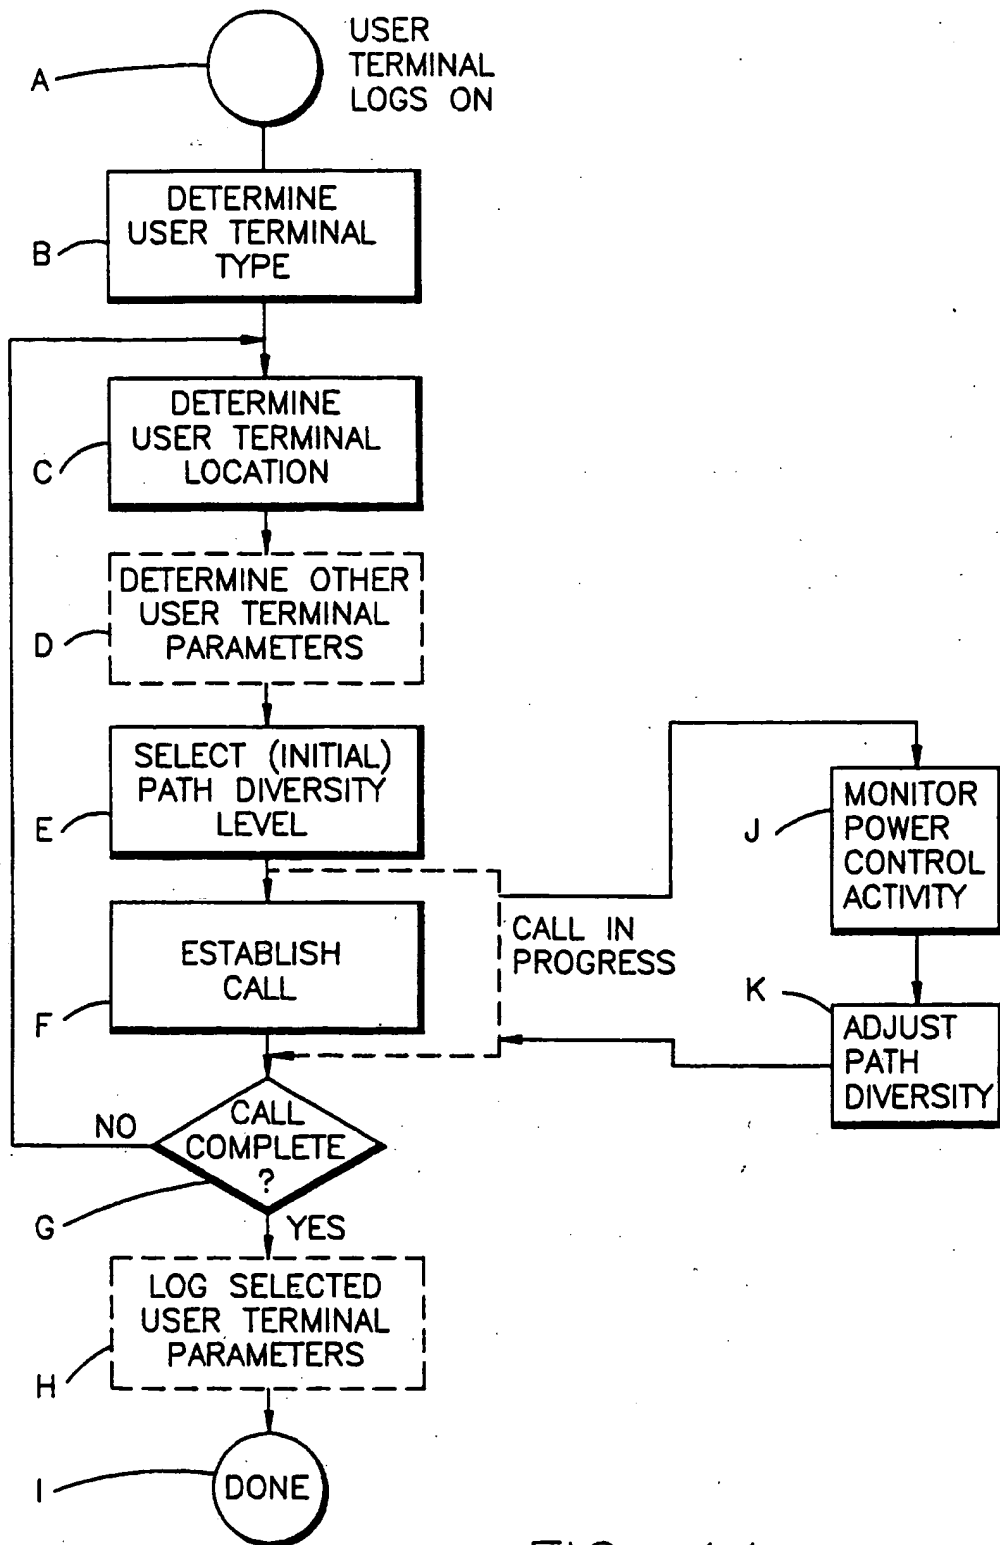 USER
TERMINAL
LOGS ON
A
DETERMINE
USER TERMINAL
TYPE
B
DETERMINE
USER TERMINAL
LOCATION
C
DETERMINE OTHER
USER TERMINAL
PARAMETERS
D
SELECT (INITIAL)
PATH DIVERSITY
LEVEL
E
MONITOR
POWER
CONTROL
ACTIVITY
J
CALL IN
PROGRESS
ESTABLISH
CALL
F
K
ADJUST
PATH
DIVERSITY
NO
CALL
COMPLETE
?
G
YES
LOG SELECTED
USER TERMINAL
PARAMETERS
H
DONE
I